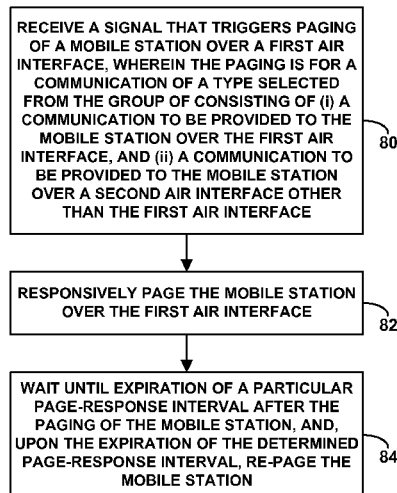 RECEIVE A SIGNAL THAT TRIGGERS PAGING
OF A MOBILE STATION OVER A FIRST AIR
INTERFACE, WHEREIN THE PAGING IS FOR A
COMMUNICATION OF A TYPE SELECTED
FROM THE GROUP OF CONSISTING OF (i) A
COMMUNICATION TO BE PROVIDED TO THE
MOBILE STATION OVER THE FIRST AIR
INTERFACE, AND (ii) A COMMUNICATION TO
BE PROVIDED TO THE MOBILE STATION
OVER A SECOND AIR INTERFACE OTHER
THAN THE FIRST AIR INTERFACE
80
RESPONSIVELY PAGE THE MOBILE STATION
OVER THE FIRST AIR INTERFACE
82
WAIT UNTIL EXPIRATION OF A PARTICULAR
PAGE-RESPONSE INTERVAL AFTER THE
PAGING OF THE MOBILE STATION, AND,
UPON THE EXPIRATION OF THE DETERMINED
PAGE-RESPONSE INTERVAL, RE-PAGE THE
MOBILE STATION
84